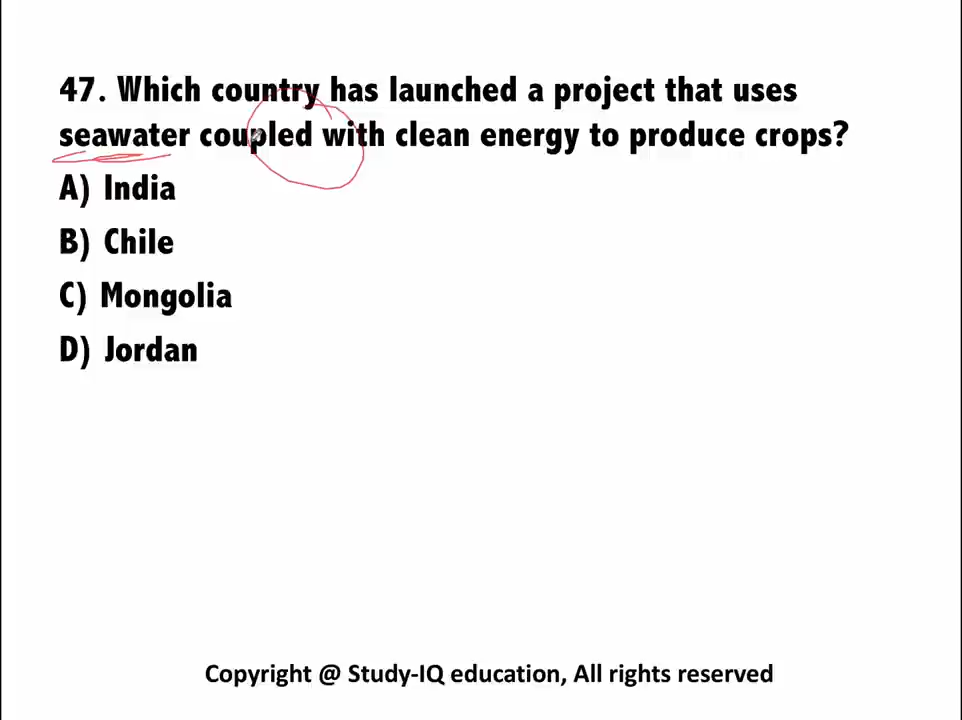 47. Which country has launched a project that uses
seawater coupled with clean energy to produce crops?
A) India
B) Chile
C) Mongolia
D) Jordan
Copyright @ Study-IQ education, All rights reserved